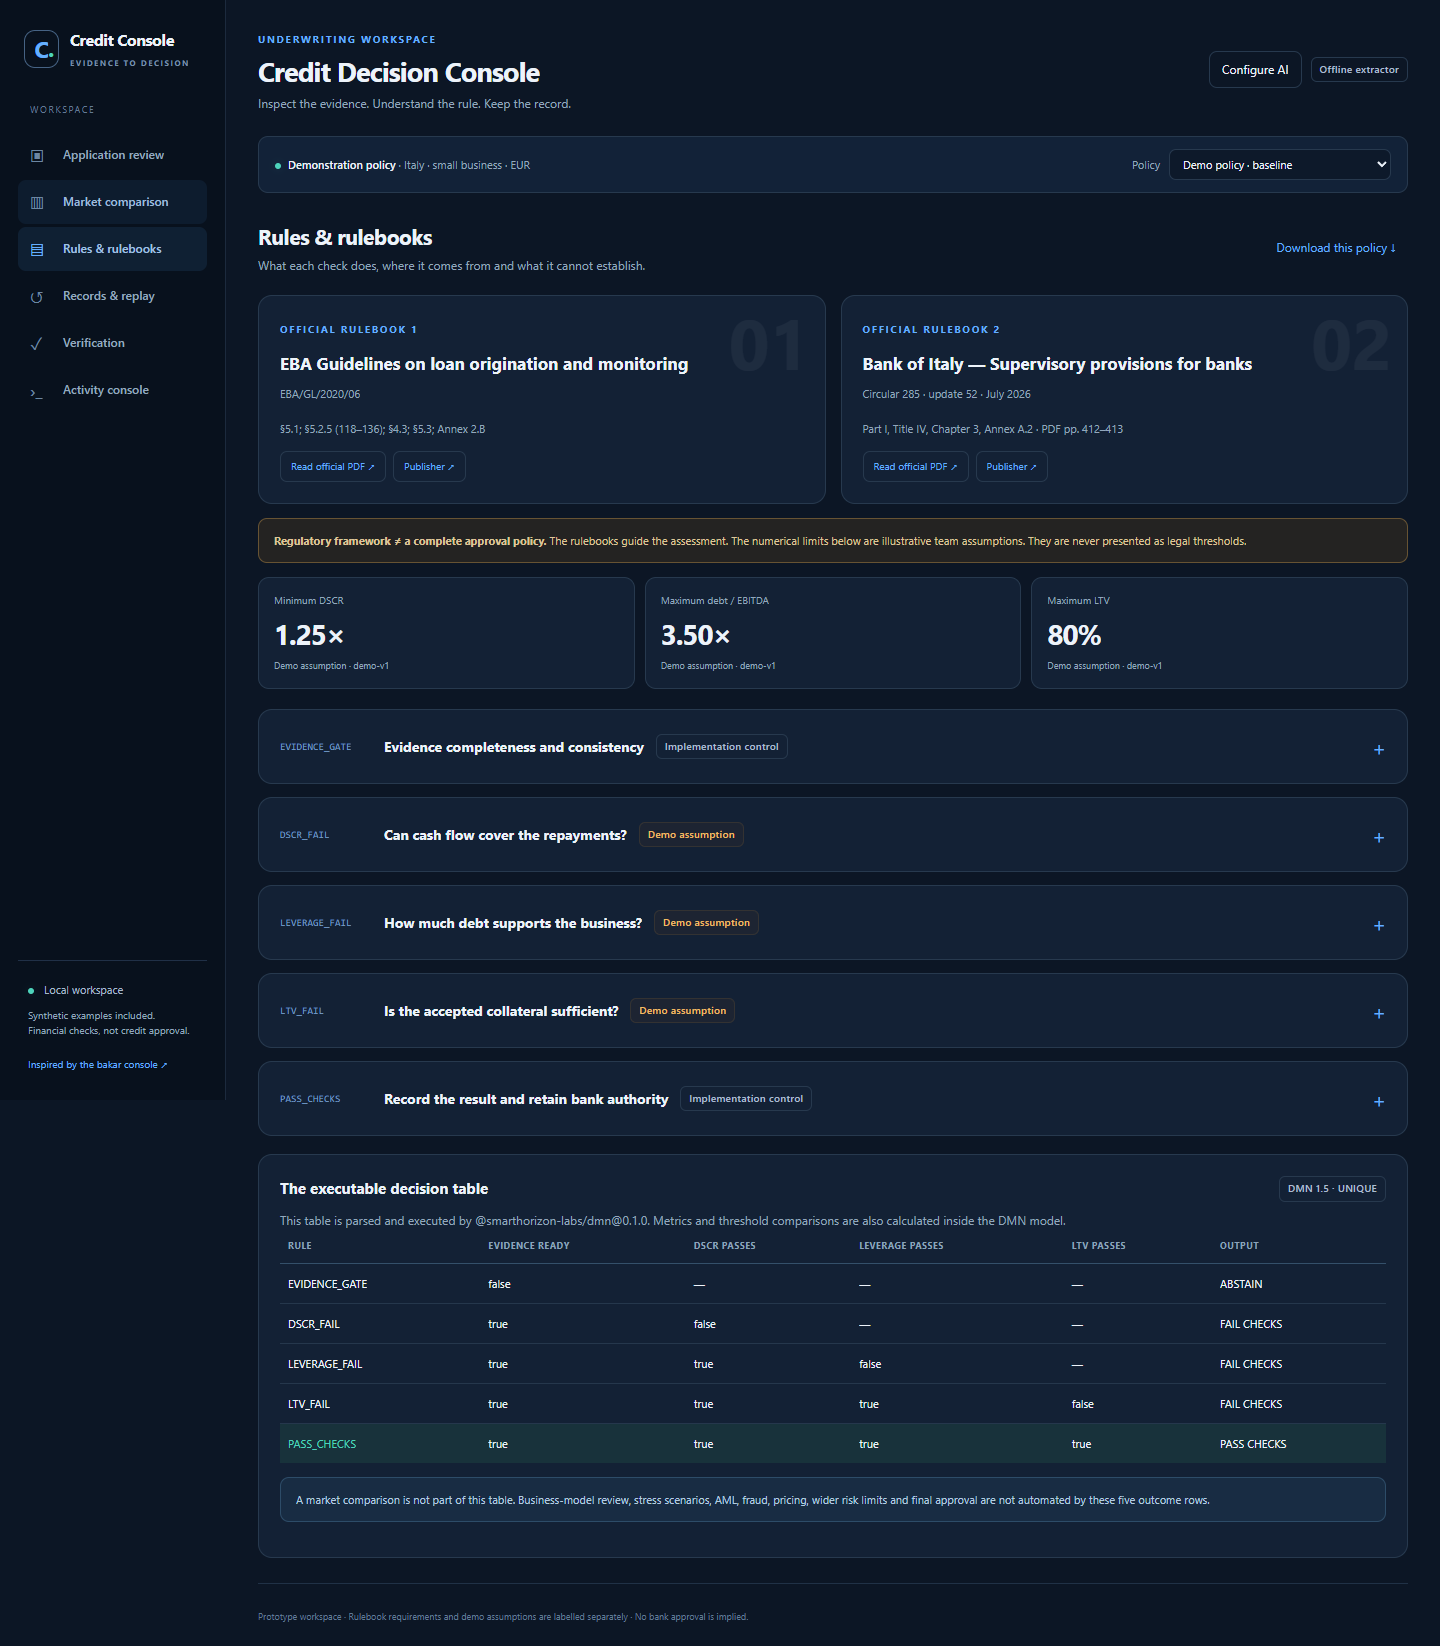 C.
Credit Console
EVIDENCE TO DECISION
WORKSPACE
Application review
Market comparison
Rules & rulebooks
Records & replay
Verification
Activity console
Local workspace
Synthetic examples included.
Financial checks, not credit approval.
Inspired by the bakar console ↗
UNDERWRITING WORKSPACE
Credit Decision Console
Inspect the evidence. Understand the rule. Keep the record.
Configure AI
Offline extractor
Demonstration policy · Italy · small business · EUR
Policy
Demo policy · baseline
Rules & rulebooks
What each check does, where it comes from and what it cannot establish.
Download this policy ↓
OFFICIAL RULEBOOK 1
01
EBA Guidelines on loan origination and monitoring
EBA/GL/2020/06
§5.1; §5.2.5 (118–136); §4.3; §5.3; Annex 2.B
Read official PDF ↗
Publisher ↗
OFFICIAL RULEBOOK 2
02
Bank of Italy — Supervisory provisions for banks
Circular 285 · update 52 · July 2026
Part I, Title IV, Chapter 3, Annex A.2 · PDF pp. 412–413
Read official PDF ↗
Publisher ↗
Regulatory framework ≠ a complete approval policy. The rulebooks guide the assessment. The numerical limits below are illustrative team assumptions. They are never presented as legal thresholds.
Minimum DSCR
1.25×
Demo assumption · demo-v1
Maximum debt / EBITDA
3.50×
Demo assumption · demo-v1
Maximum LTV
80%
Demo assumption · demo-v1
EVIDENCE_GATE Evidence completeness and consistency Implementation control +
DSCR_FAIL Can cash flow cover the repayments? Demo assumption +
LEVERAGE_FAIL How much debt supports the business? Demo assumption +
LTV_FAIL Is the accepted collateral sufficient? Demo assumption +
PASS_CHECKS Record the result and retain bank authority Implementation control +
The executable decision table
DMN 1.5 · UNIQUE
This table is parsed and executed by @smarthorizon-labs/dmn@0.1.0. Metrics and threshold comparisons are also calculated inside the DMN model.
RULE EVIDENCE READY DSCR PASSES LEVERAGE PASSES LTV PASSES OUTPUT
EVIDENCE_GATE false — — — ABSTAIN
DSCR_FAIL true false — — FAIL CHECKS
LEVERAGE_FAIL true true false — FAIL CHECKS
LTV_FAIL true true true false FAIL CHECKS
PASS_CHECKS true true true true PASS CHECKS
A market comparison is not part of this table. Business-model review, stress scenarios, AML, fraud, pricing, wider risk limits and final approval are not automated by these five outcome rows.
Prototype workspace · Rulebook requirements and demo assumptions are labelled separately · No bank approval is implied.